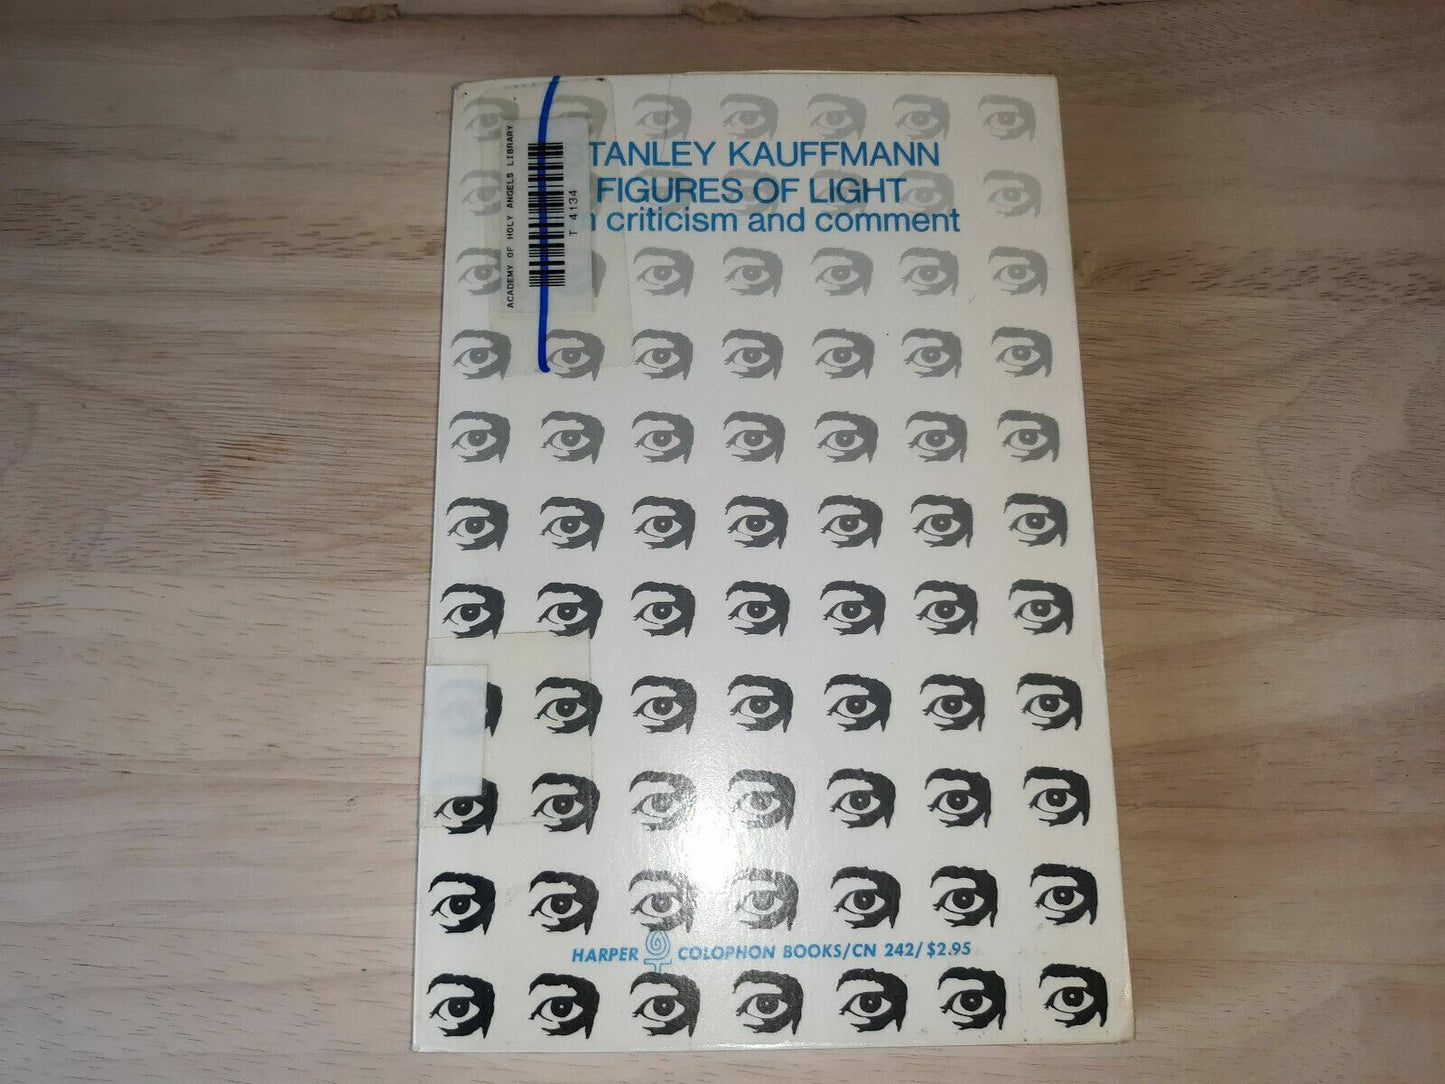 TANLEY KAUFFMANN
FIGURES OF LIGHT
criticism and comment
ACADEMY OF HOLY ANGELS LIBRARY
T 4134
HARPER COLOPHON BOOKS/CN 242/$2.95